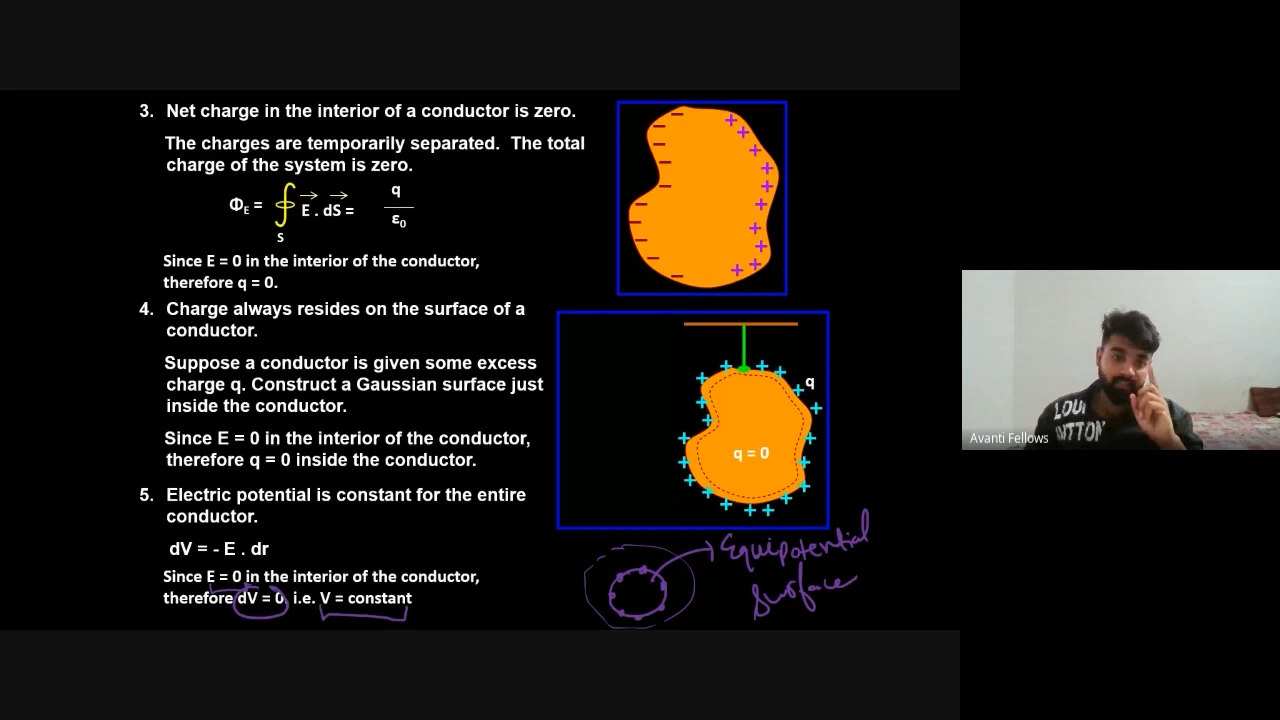 3. Net charge in the interior of a conductor is zero.
The charges are temporarily separated. The total
charge of the system is zero.
ΦE = ∮S E . dS = q / ε0
Since E = 0 in the interior of the conductor,
therefore q = 0.
4. Charge always resides on the surface of a
conductor.
Suppose a conductor is given some excess
charge q. Construct a Gaussian surface just
inside the conductor.
Since E = 0 in the interior of the conductor,
therefore q = 0 inside the conductor.
5. Electric potential is constant for the entire
conductor.
dV = - E . dr
Since E = 0 in the interior of the conductor,
therefore dV = 0, i.e. V = constant
q
q = 0
Equipotential
Surface
LOUI
Avanti Fellows